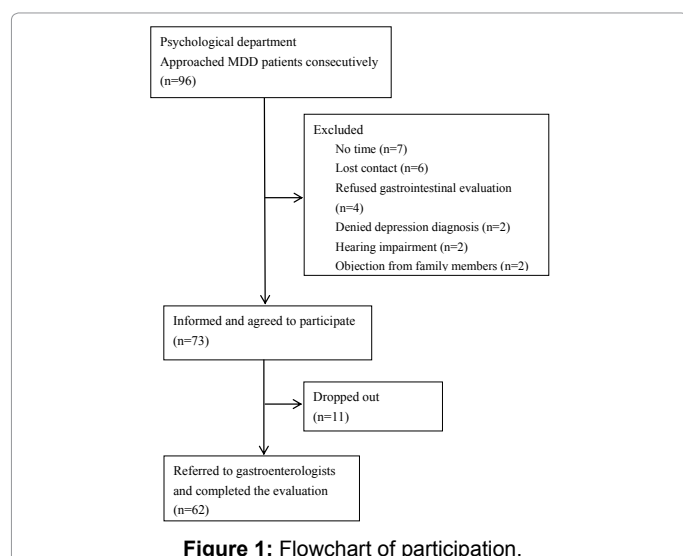 Psychological department
Approached MDD patients consecutively
(n=96)
Excluded
No time (n=7)
Lost contact (n=6)
Refused gastrointestinal evaluation
(n=4)
Denied depression diagnosis (n=2)
Hearing impairment (n=2)
Objection from family members (n=2)
Informed and agreed to participate
(n=73)
Dropped out
(n=11)
Referred to gastroenterologists
and completed the evaluation
(n=62)
Figure 1: Flowchart of participation.